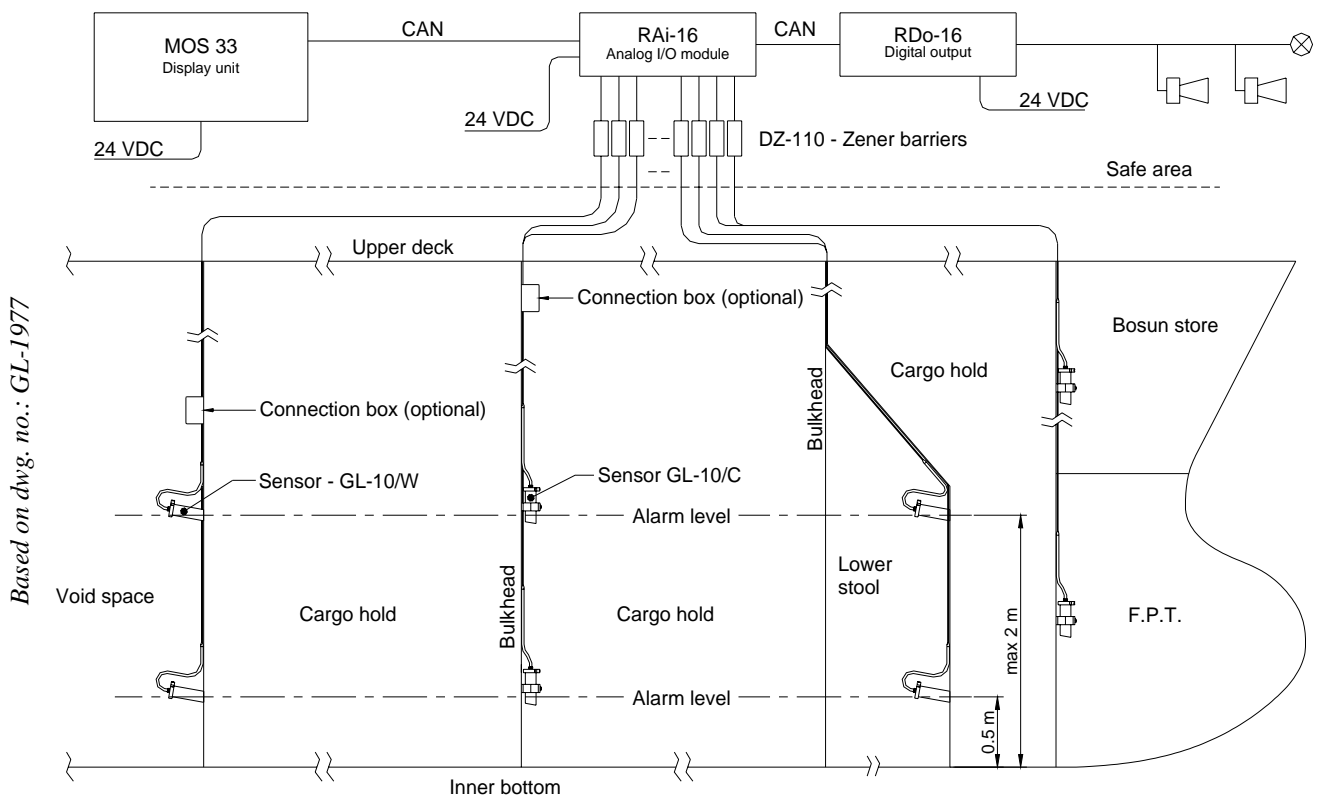 MOS 33
Display unit
CAN
RAi-16
Analog I/O module
CAN
RDo-16
Digital output
24 VDC
24 VDC
24 VDC
DZ-110 - Zener barriers
Safe area
Upper deck
Connection box (optional)
Bosun store
Cargo hold
Connection box (optional)
Bulkhead
Sensor - GL-10/W
Sensor GL-10/C
Alarm level
Based on dwg. no.: GL-1977
Void space
Cargo hold
Bulkhead
Cargo hold
Lower
stool
max 2 m
F.P.T.
Alarm level
0.5 m
Inner bottom